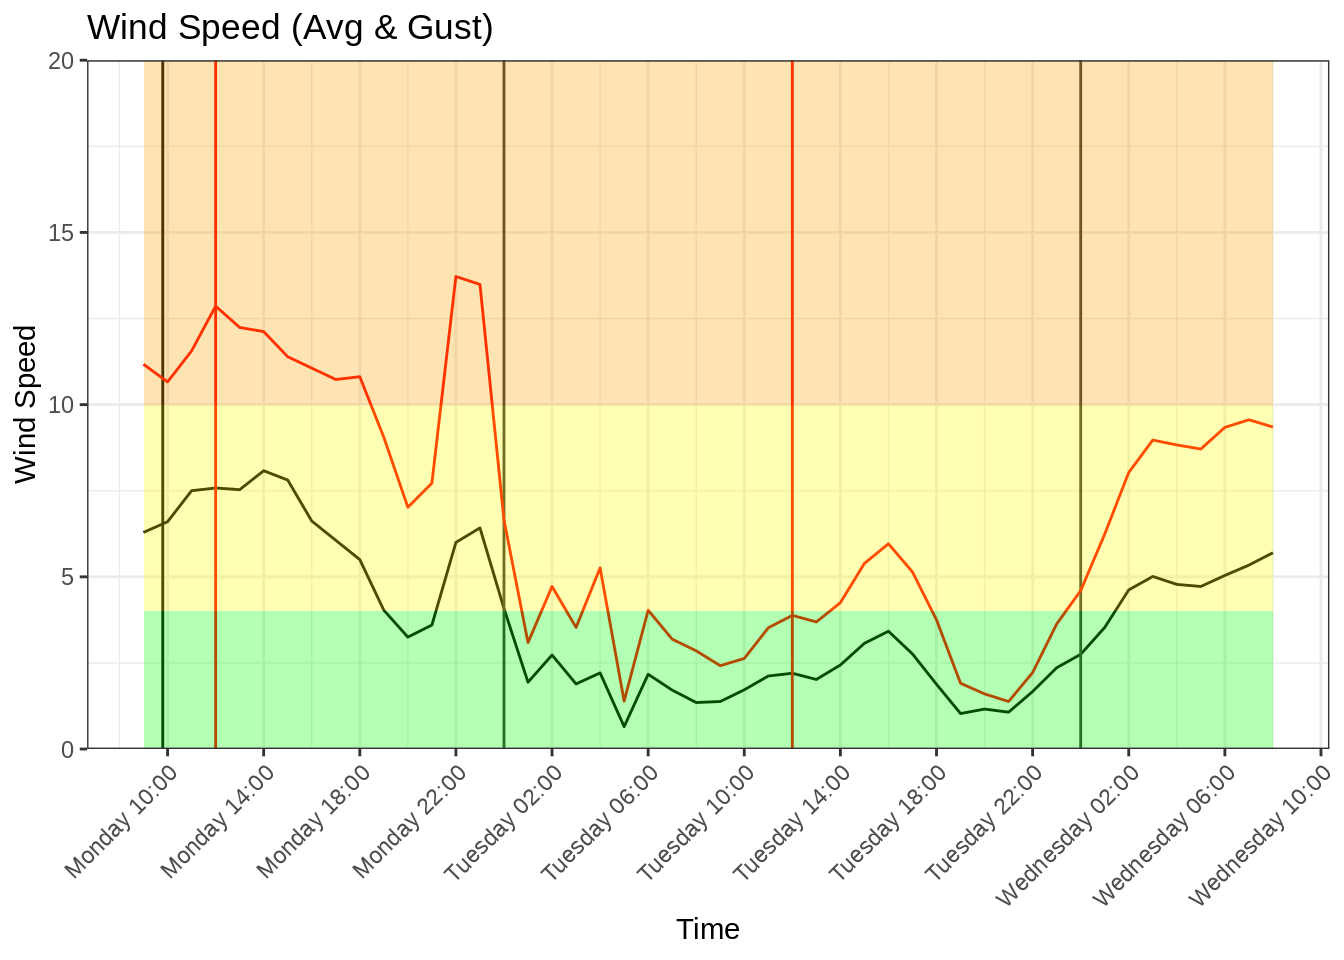 Wind Speed (Avg & Gust)
20
15
10
5
0
Wind Speed
Monday 10:00
Monday 14:00
Monday 18:00
Monday 22:00
Tuesday 02:00
Tuesday 06:00
Tuesday 10:00
Tuesday 14:00
Tuesday 18:00
Tuesday 22:00
Wednesday 02:00
Wednesday 06:00
Wednesday 10:00
Time